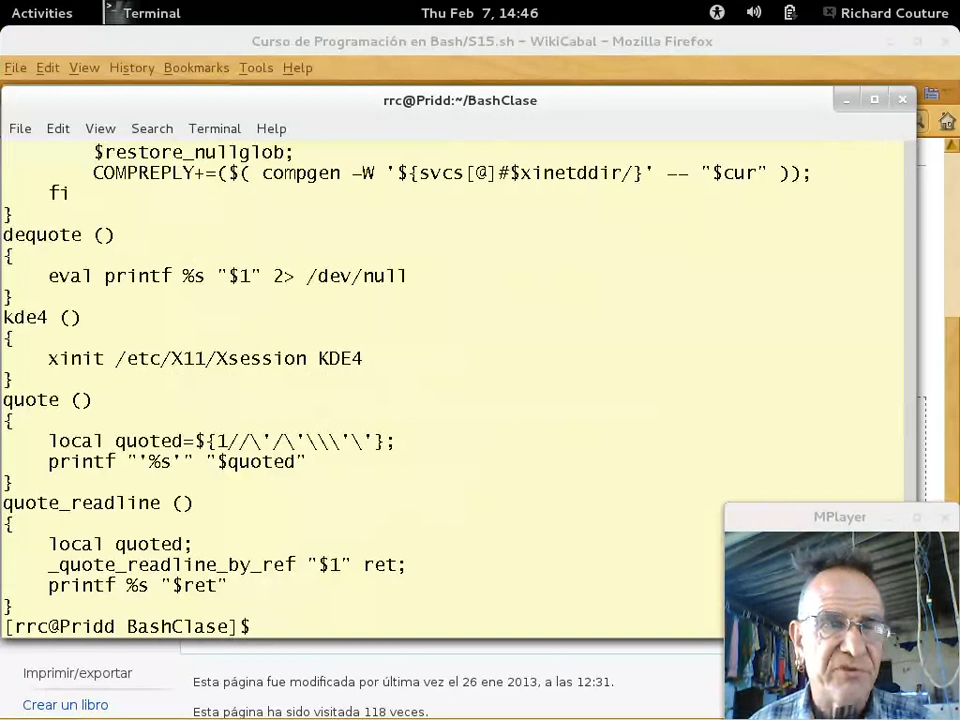 Activities Terminal Thu Feb 7, 14:46 Richard Couture
Curso de Programación en Bash/S15.sh – WikiCabal – Mozilla Firefox
File Edit View History Bookmarks Tools Help
rrc@Pridd:~/BashClase
File Edit View Search Terminal Help
$restore_nullglob;
COMPREPLY+=($( compgen -W '${svcs[@]#$xinetddir/}' -- "$cur" ));
fi
}
dequote ()
{
eval printf %s "$1" 2> /dev/null
}
kde4 ()
{
xinit /etc/X11/Xsession KDE4
}
quote ()
{
local quoted=${1//\'/\'\\\'\'};
printf "'%s'" "$quoted"
}
quote_readline ()
{
local quoted;
_quote_readline_by_ref "$1" ret;
printf %s "$ret"
}
[rrc@Pridd BashClase]$
MPlayer
Imprimir/exportar
Crear un libro
Esta página fue modificada por última vez el 26 ene 2013, a las 12:31.
Esta página ha sido visitada 118 veces.